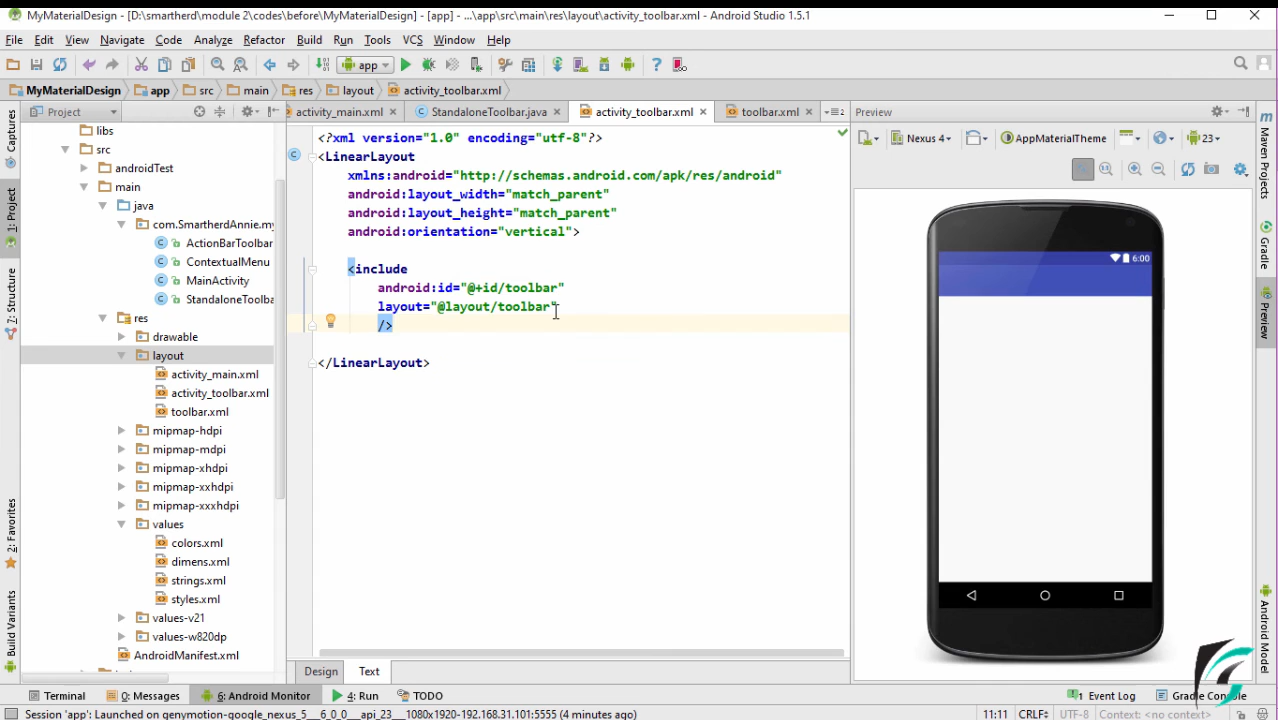 MyMaterialDesign - [D:\smartherd\module 2\codes\before\MyMaterialDesign] - [app] - ...\app\src\main\res\layout\activity_toolbar.xml - Android Studio 1.5.1
File Edit View Navigate Code Analyze Refactor Build Run Tools VCS Window Help
app
MyMaterialDesign app src main res layout activity_toolbar.xml
Project activity_main.xml StandaloneToolbar.java activity_toolbar.xml toolbar.xml Preview
Nexus 4 AppMaterialTheme 23
libs
src
androidTest
main
java
com.SmartherdAnnie.my
ActionBarToolbar
ContextualMenu
MainActivity
StandaloneToolba
res
drawable
layout
activity_main.xml
activity_toolbar.xml
toolbar.xml
mipmap-hdpi
mipmap-mdpi
mipmap-xhdpi
mipmap-xxhdpi
mipmap-xxxhdpi
values
colors.xml
dimens.xml
strings.xml
styles.xml
values-v21
values-w820dp
AndroidManifest.xml
<?xml version="1.0" encoding="utf-8"?>
<LinearLayout
xmlns:android="http://schemas.android.com/apk/res/android"
android:layout_width="match_parent"
android:layout_height="match_parent"
android:orientation="vertical">
<include
android:id="@+id/toolbar"
layout="@layout/toolbar"
/>
</LinearLayout>
6:00
Captures
1: Project
7: Structure
2: Favorites
Build Variants
Maven Projects
Gradle
Preview
Android Model
Design Text
Terminal 0: Messages 6: Android Monitor 4: Run TODO 1 Event Log Gradle Console
Session 'app': Launched on genymotion-google_nexus_5___6_0_0___api_23___1080x1920-192.168.31.101:5555 (4 minutes ago) 11:11 CRLF UTF-8 Context: <no context>